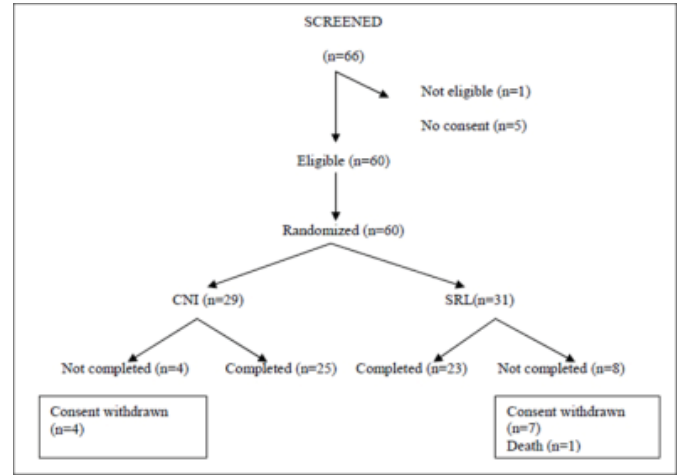 SCREENED
(n=66)
Not eligible (n=1)
No consent (n=5)
Eligible (n=60)
Randomized (n=60)
CNI (n=29)
SRL(n=31)
Not completed (n=4)
Completed (n=25)
Completed (n=23)
Not completed (n=8)
Consent withdrawn
(n=4)
Consent withdrawn
(n=7)
Death (n=1)